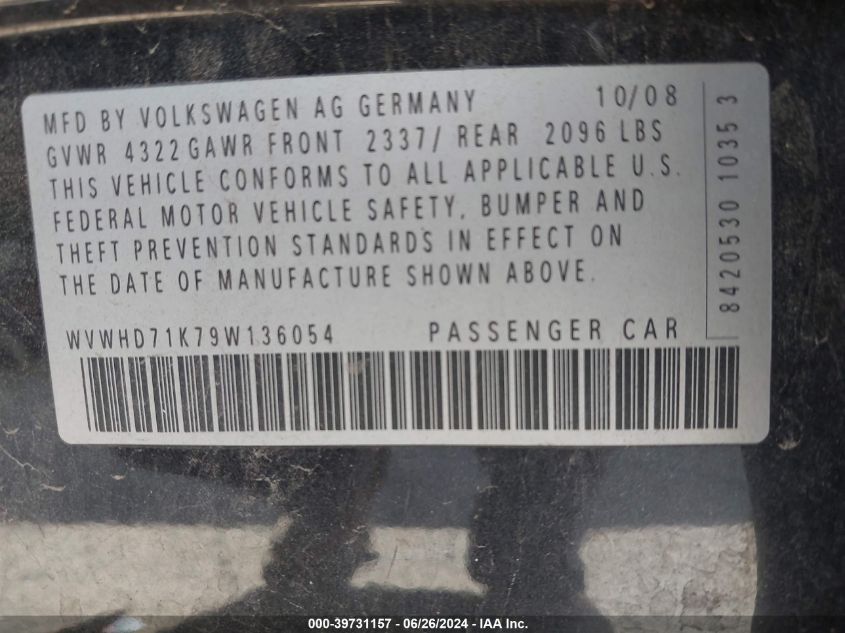 MFD BY VOLKSWAGEN AG GERMANY 10/08
GVWR 4322 GAWR FRONT 2337/ REAR 2096 LBS
THIS VEHICLE CONFORMS TO ALL APPLICABLE U.S.
FEDERAL MOTOR VEHICLE SAFETY, BUMPER AND
THEFT PREVENTION STANDARDS IN EFFECT ON
THE DATE OF MANUFACTURE SHOWN ABOVE.
WVWHD71K79W136054 PASSENGER CAR
8420530 1035 3
000-39731157 / 06/26/2024 - IAA Inc.